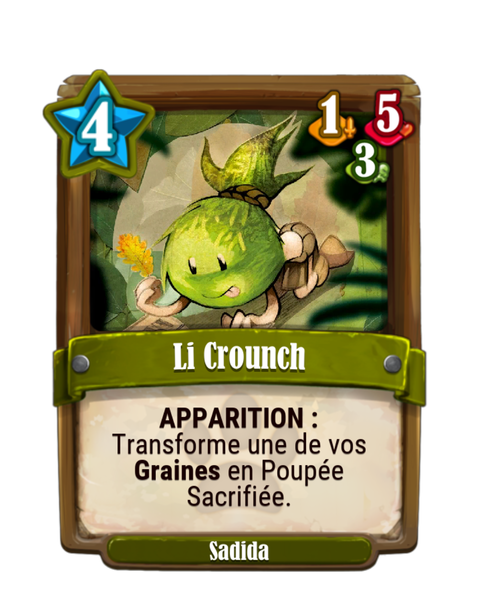 4
1
5
3
Li Crounch
APPARITION :
Transforme une de vos
Graines en Poupée
Sacrifiée.
Sadida